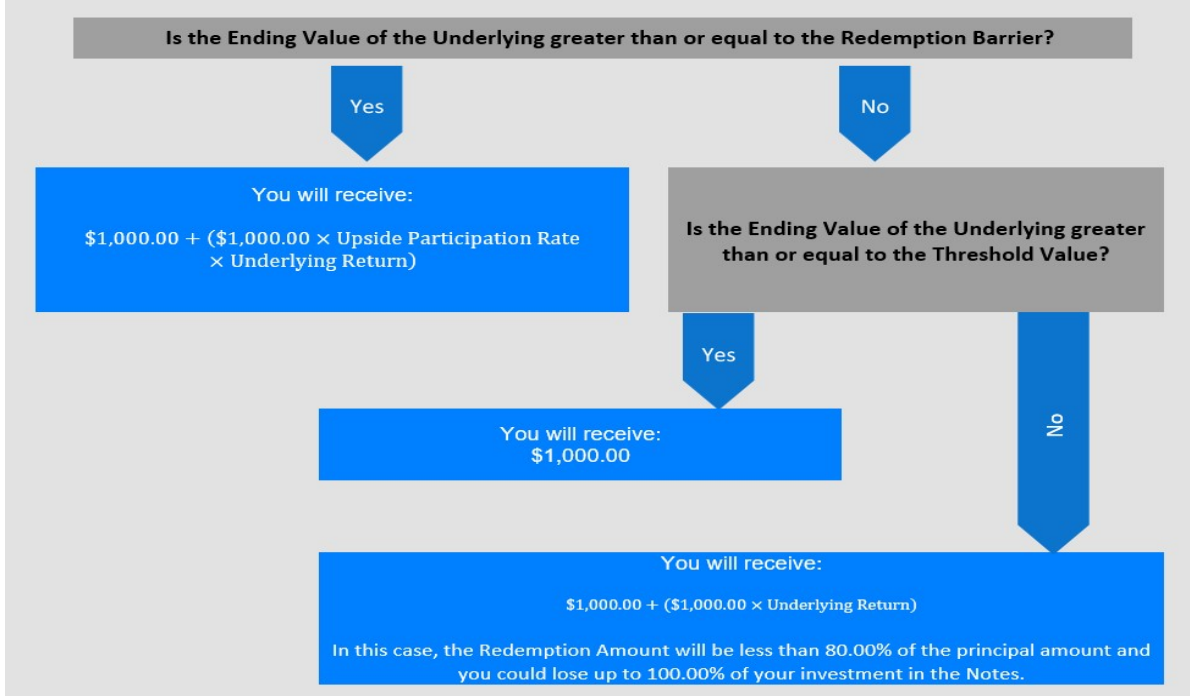 Is the Ending Value of the Underlying greater than or equal to the Redemption Barrier?
Yes
No
You will receive:
$1,000.00 + ($1,000.00 × Upside Participation Rate
× Underlying Return)
Is the Ending Value of the Underlying greater
than or equal to the Threshold Value?
Yes
No
You will receive:
$1,000.00
You will receive:
$1,000.00 + ($1,000.00 × Underlying Return)
In this case, the Redemption Amount will be less than 80.00% of the principal amount and
you could lose up to 100.00% of your investment in the Notes.